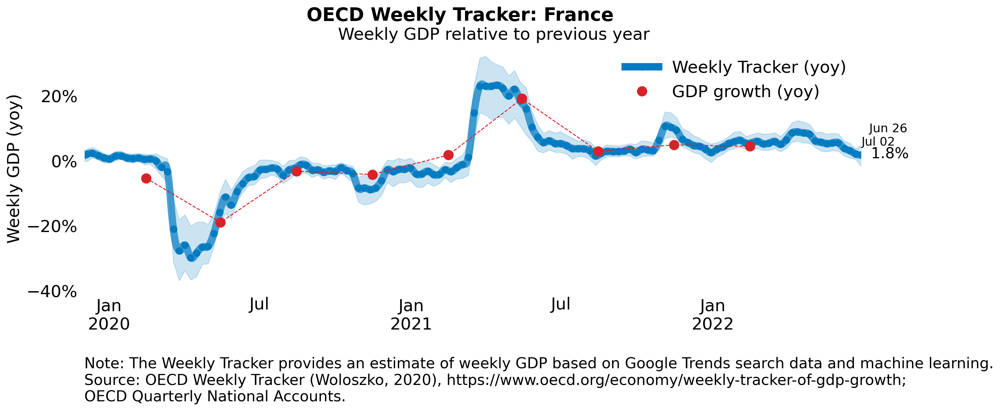 OECD Weekly Tracker: France
Weekly GDP relative to previous year
Weekly Tracker (yoy)
GDP growth (yoy)
Weekly GDP (yoy)
20%
0%
−20%
−40%
Jun 26
Jul 02
1.8%
Jan
2020
Jul
Jan
2021
Jul
Jan
2022
Note: The Weekly Tracker provides an estimate of weekly GDP based on Google Trends search data and machine learning.
Source: OECD Weekly Tracker (Woloszko, 2020), https://www.oecd.org/economy/weekly-tracker-of-gdp-growth;
OECD Quarterly National Accounts.